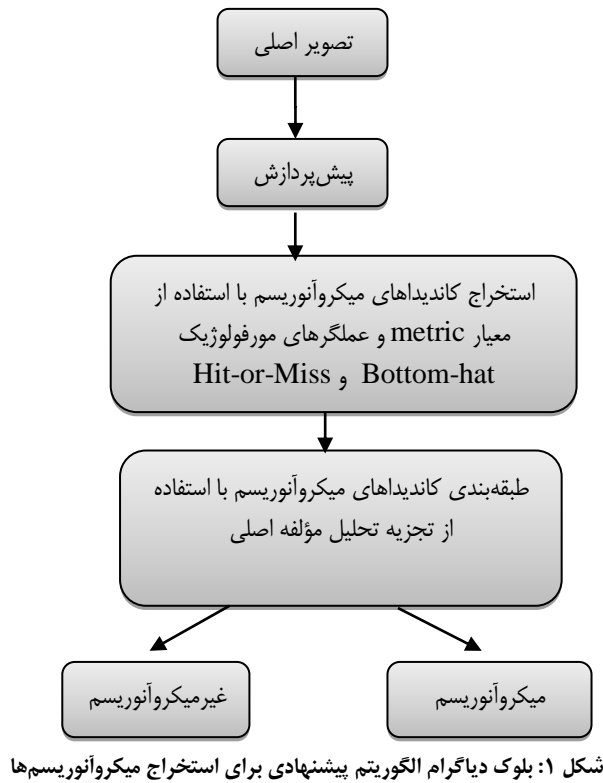 تصویر اصلی
پیش‌پردازش
استخراج کاندیداهای میکروآنوریسم با استفاده از
معیار metric و عملگرهای مورفولوژیک
Bottom-hat و Hit-or-Miss
طبقه‌بندی کاندیداهای میکروآنوریسم با استفاده
از تجزیه تحلیل مؤلفه اصلی
میکروآنوریسم
غیرمیکروآنوریسم
شکل ۱: بلوک دیاگرام الگوریتم پیشنهادی برای استخراج میکروآنوریسم‌ها